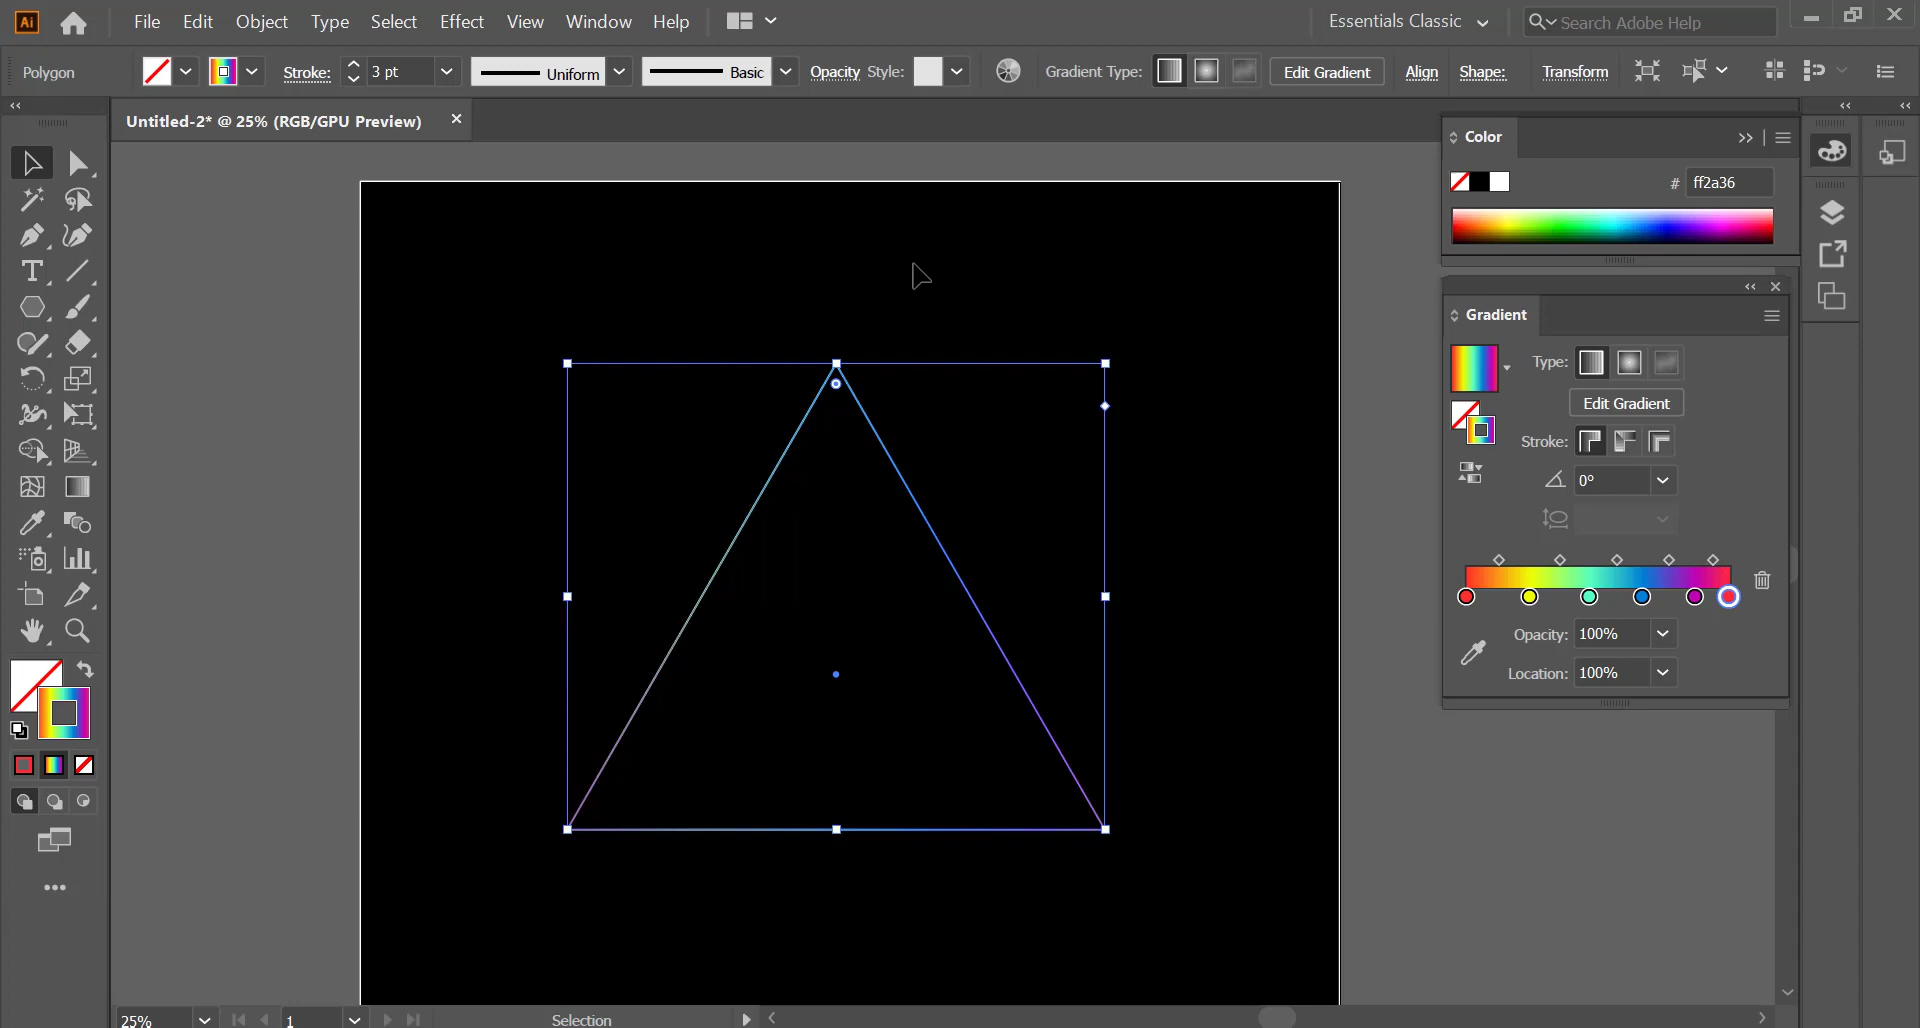 Ai File Edit Object Type Select Effect View Window Help Essentials Classic Search Adobe Help
Polygon Stroke: 3 pt Uniform Basic Opacity Style: Gradient Type: Edit Gradient Align Shape: Transform
Untitled-2* @ 25% (RGB/GPU Preview)
Color
# ff2a36
Gradient
Type:
Edit Gradient
Stroke:
0°
Opacity: 100%
Location: 100%
25% 1 Selection